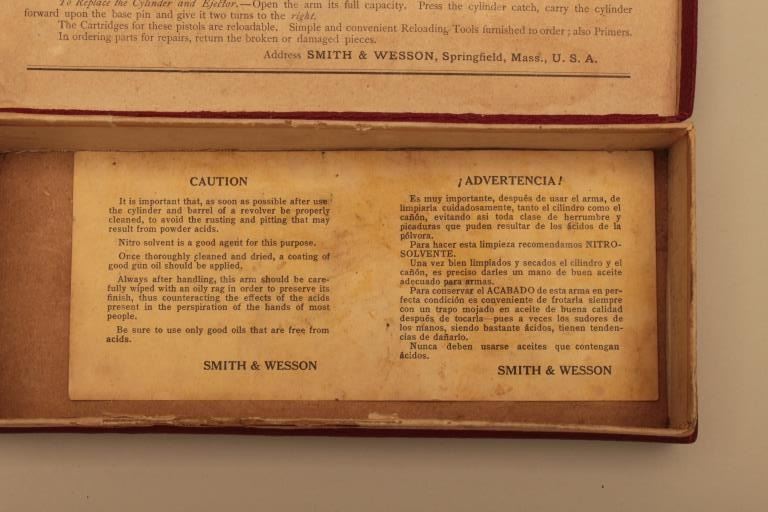 To Replace the Cylinder and Ejector.—Open the arm its full capacity. Press the cylinder catch, carry the cylinder
forward upon the base pin and give it two turns to the right.
The Cartridges for these pistols are reloadable. Simple and convenient Reloading Tools furnished to order; also Primers.
In ordering parts for repairs, return the broken or damaged pieces.
Address SMITH & WESSON, Springfield, Mass., U. S. A.
CAUTION
It is important that, as soon as possible after use
the cylinder and barrel of a revolver be properly
cleaned, to avoid the rusting and pitting that may
result from powder acids.
Nitro solvent is a good agent for this purpose.
Once thoroughly cleaned and dried, a coating of
good gun oil should be applied.
Always after handling, this arm should be care-
fully wiped with an oily rag in order to preserve its
finish, thus counteracting the effects of the acids
present in the perspiration of the hands of most
people.
Be sure to use only good oils that are free from
acids.
SMITH & WESSON
¡ADVERTENCIA!
Es muy importante, después de usar el arma, de
limpiarla cuidadosamente, tanto el cilindro como el
cañón, evitando asi toda clase de herrumbre y
picaduras que puden resultar de los ácidos de la
pólvora.
Para hacer esta limpieza recomendamos NITRO-
SOLVENTE.
Una vez bien limpiados y secados el cilindro y el
cañón, es preciso darles un mano de buen aceite
adecuado para armas.
Para conservar el ACABADO de esta arma en per-
fecta condición es conveniente de frotarla siempre
con un trapo mojado en aceite de buena calidad
después de tocarla—pues a veces los sudores de
los manos, siendo bastante ácidos, tienen tenden-
cias de dañarlo.
Nunca deben usarse aceites que contengan
ácidos.
SMITH & WESSON